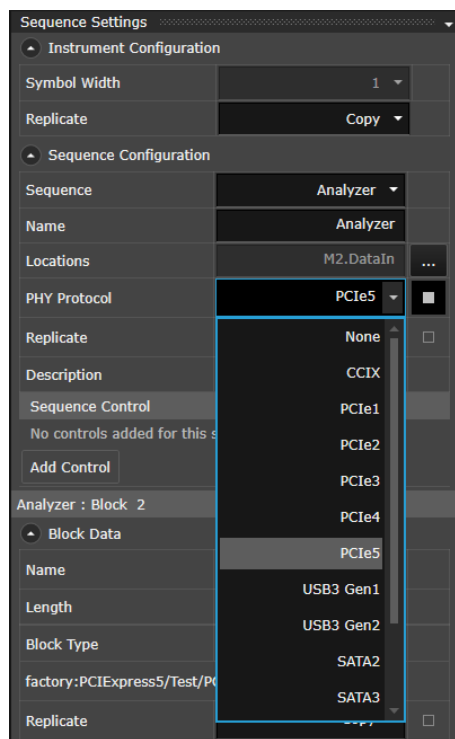 Sequence Settings
Instrument Configuration
Symbol Width 1
Replicate Copy
Sequence Configuration
Sequence Analyzer
Name Analyzer
Locations M2.DataIn ...
PHY Protocol PCIe5
Replicate None
Description CCIX
Sequence Control PCIe1
No controls added for this PCIe2
Add Control PCIe3
PCIe4
Analyzer : Block 2
Block Data PCIe5
Name USB3 Gen1
Length USB3 Gen2
Block Type SATA2
factory:PCIExpress5/Test/ SATA3
Replicate